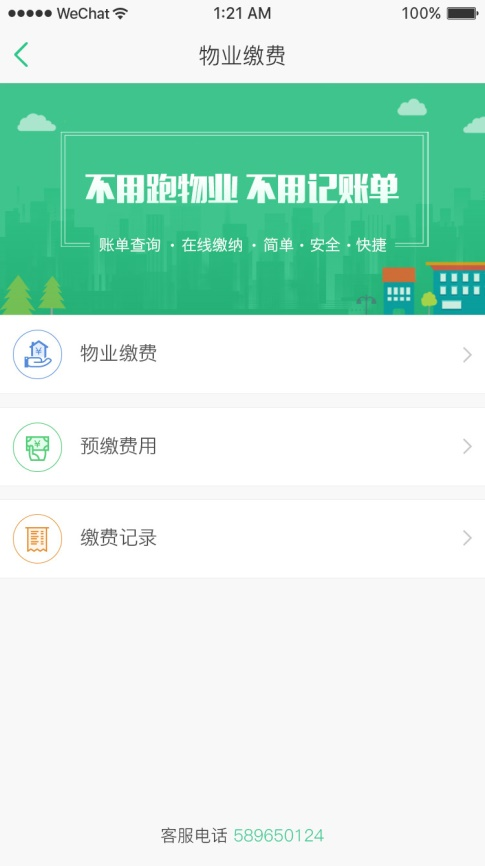 WeChat 1:21 AM 100%
物业缴费
不用跑物业 不用记账单
账单查询 · 在线缴纳 · 简单 · 安全 · 快捷
物业缴费
预缴费用
缴费记录
客服电话 589650124